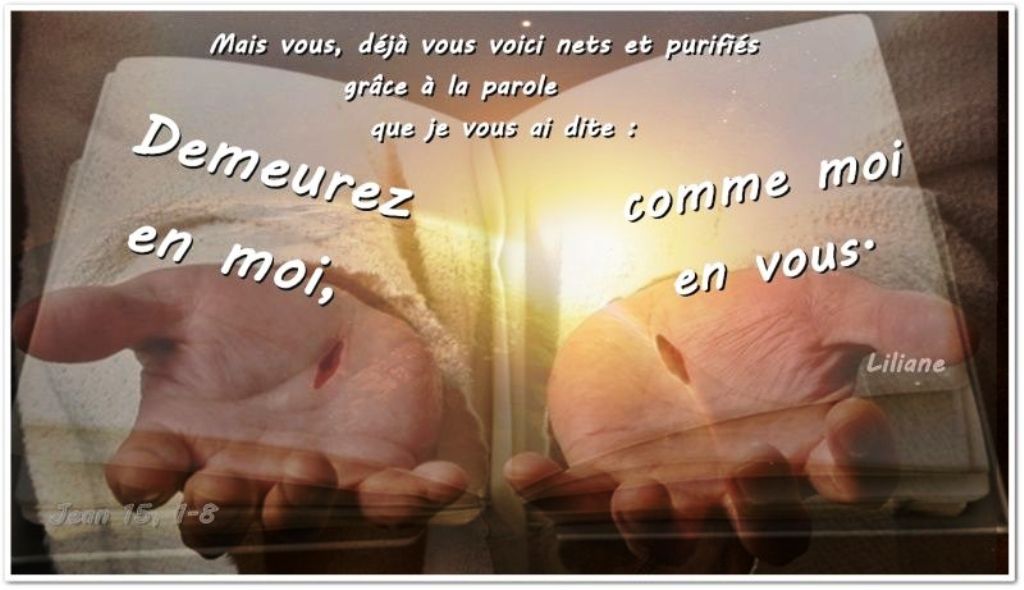 Mais vous, déjà vous voici nets et purifiés
grâce à la parole
que je vous ai dite :
Demeurez
en moi,
comme moi
en vous.
Liliane
Jean 15, 1-8